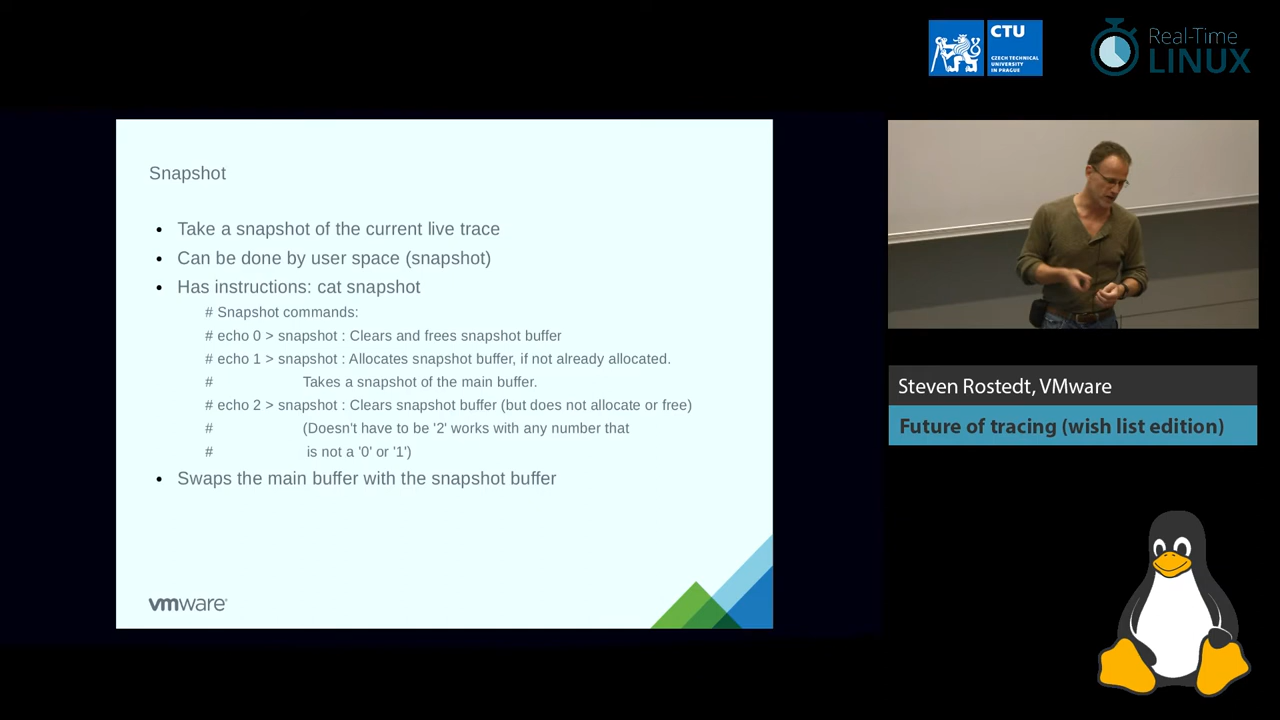 CTU
CZECH TECHNICAL
UNIVERSITY
IN PRAGUE
Real-Time
LINUX
Snapshot
• Take a snapshot of the current live trace
• Can be done by user space (snapshot)
• Has instructions: cat snapshot
# Snapshot commands:
# echo 0 > snapshot : Clears and frees snapshot buffer
# echo 1 > snapshot : Allocates snapshot buffer, if not already allocated.
# Takes a snapshot of the main buffer.
# echo 2 > snapshot : Clears snapshot buffer (but does not allocate or free)
# (Doesn't have to be '2' works with any number that
# is not a '0' or '1')
• Swaps the main buffer with the snapshot buffer
vmware
Steven Rostedt, VMware
Future of tracing (wish list edition)